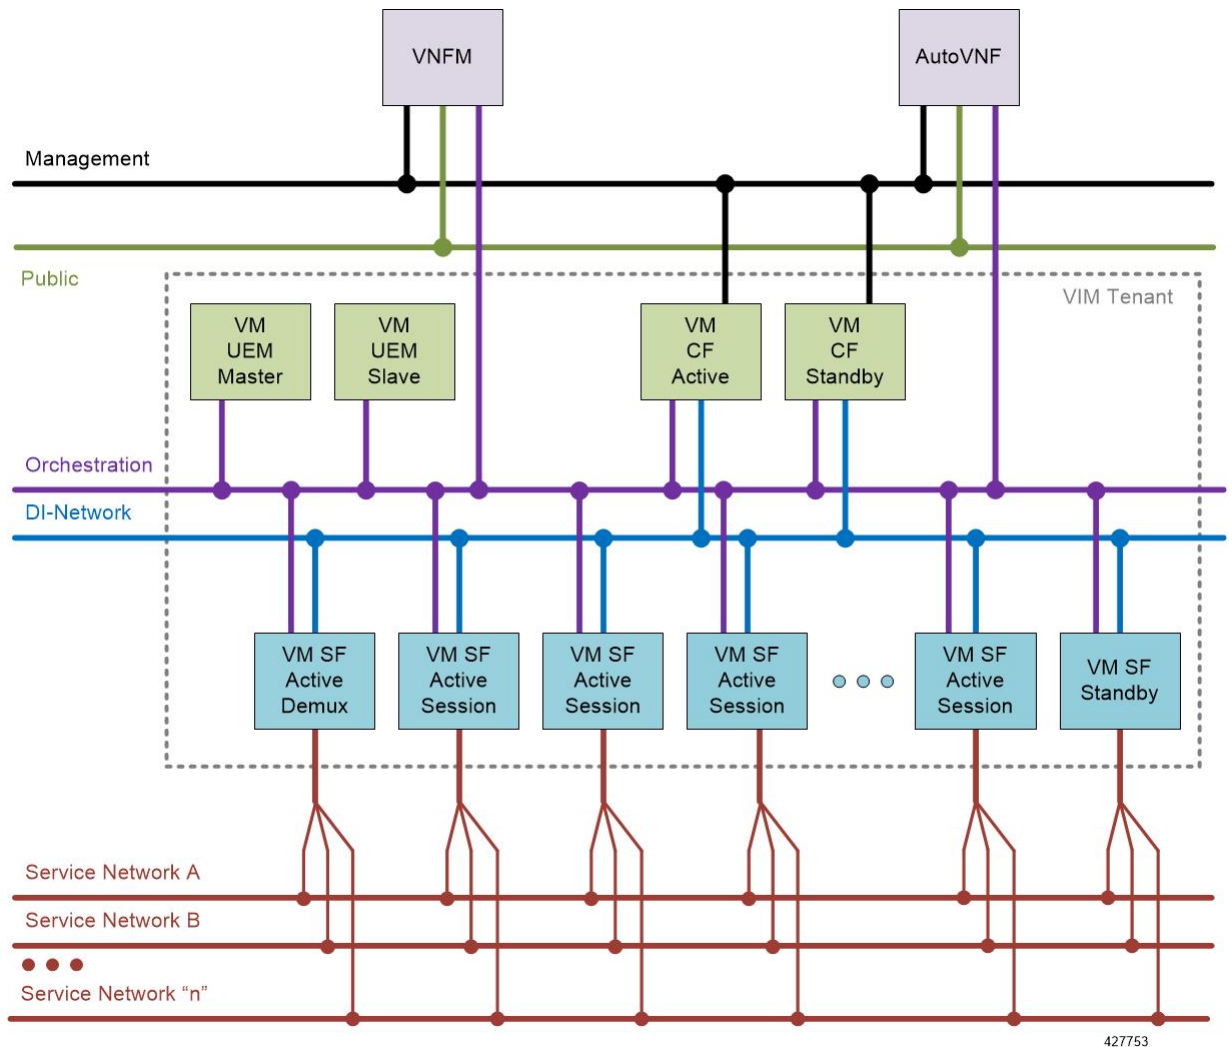 VNFM
AutoVNF
Management
Public
VIM Tenant
VM
UEM
Master
VM
UEM
Slave
VM
CF
Active
VM
CF
Standby
Orchestration
DI-Network
VM SF
Active
Demux
VM SF
Active
Session
VM SF
Active
Session
VM SF
Active
Session
VM SF
Active
Session
VM SF
Standby
Service Network A
Service Network B
Service Network “n”
427753